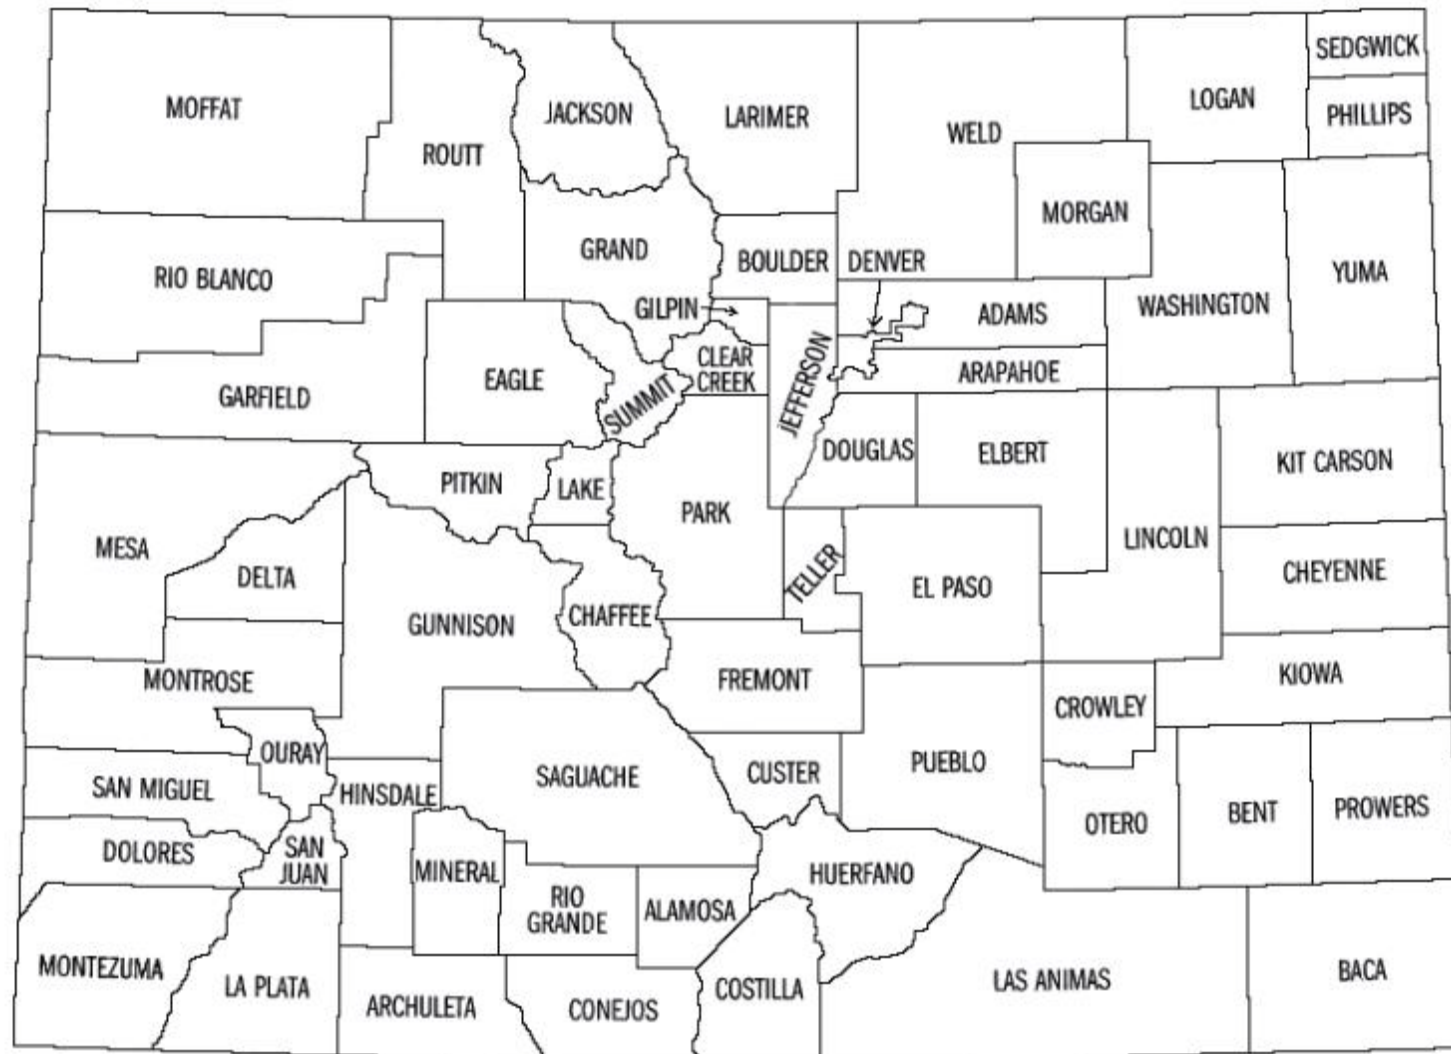 SEDGWICK
MOFFAT
JACKSON
LARIMER
LOGAN
PHILLIPS
WELD
ROUTT
MORGAN
GRAND
BOULDER
DENVER
RIO BLANCO
YUMA
GILPIN
WASHINGTON
ADAMS
CLEAR
CREEK
EAGLE
ARAPAHOE
GARFIELD
SUMMIT
JEFFERSON
DOUGLAS
ELBERT
KIT CARSON
PITKIN
LAKE
PARK
LINCOLN
MESA
DELTA
TELLER
EL PASO
CHEYENNE
GUNNISON
CHAFFEE
MONTROSE
FREMONT
KIOWA
CROWLEY
OURAY
SAN MIGUEL
HINSDALE
SAGUACHE
CUSTER
PUEBLO
OTERO
BENT
PROWERS
DOLORES
SAN
JUAN
MINERAL
RIO
GRANDE
ALAMOSA
HUERFANO
MONTEZUMA
LA PLATA
ARCHULETA
CONEJOS
COSTILLA
LAS ANIMAS
BACA